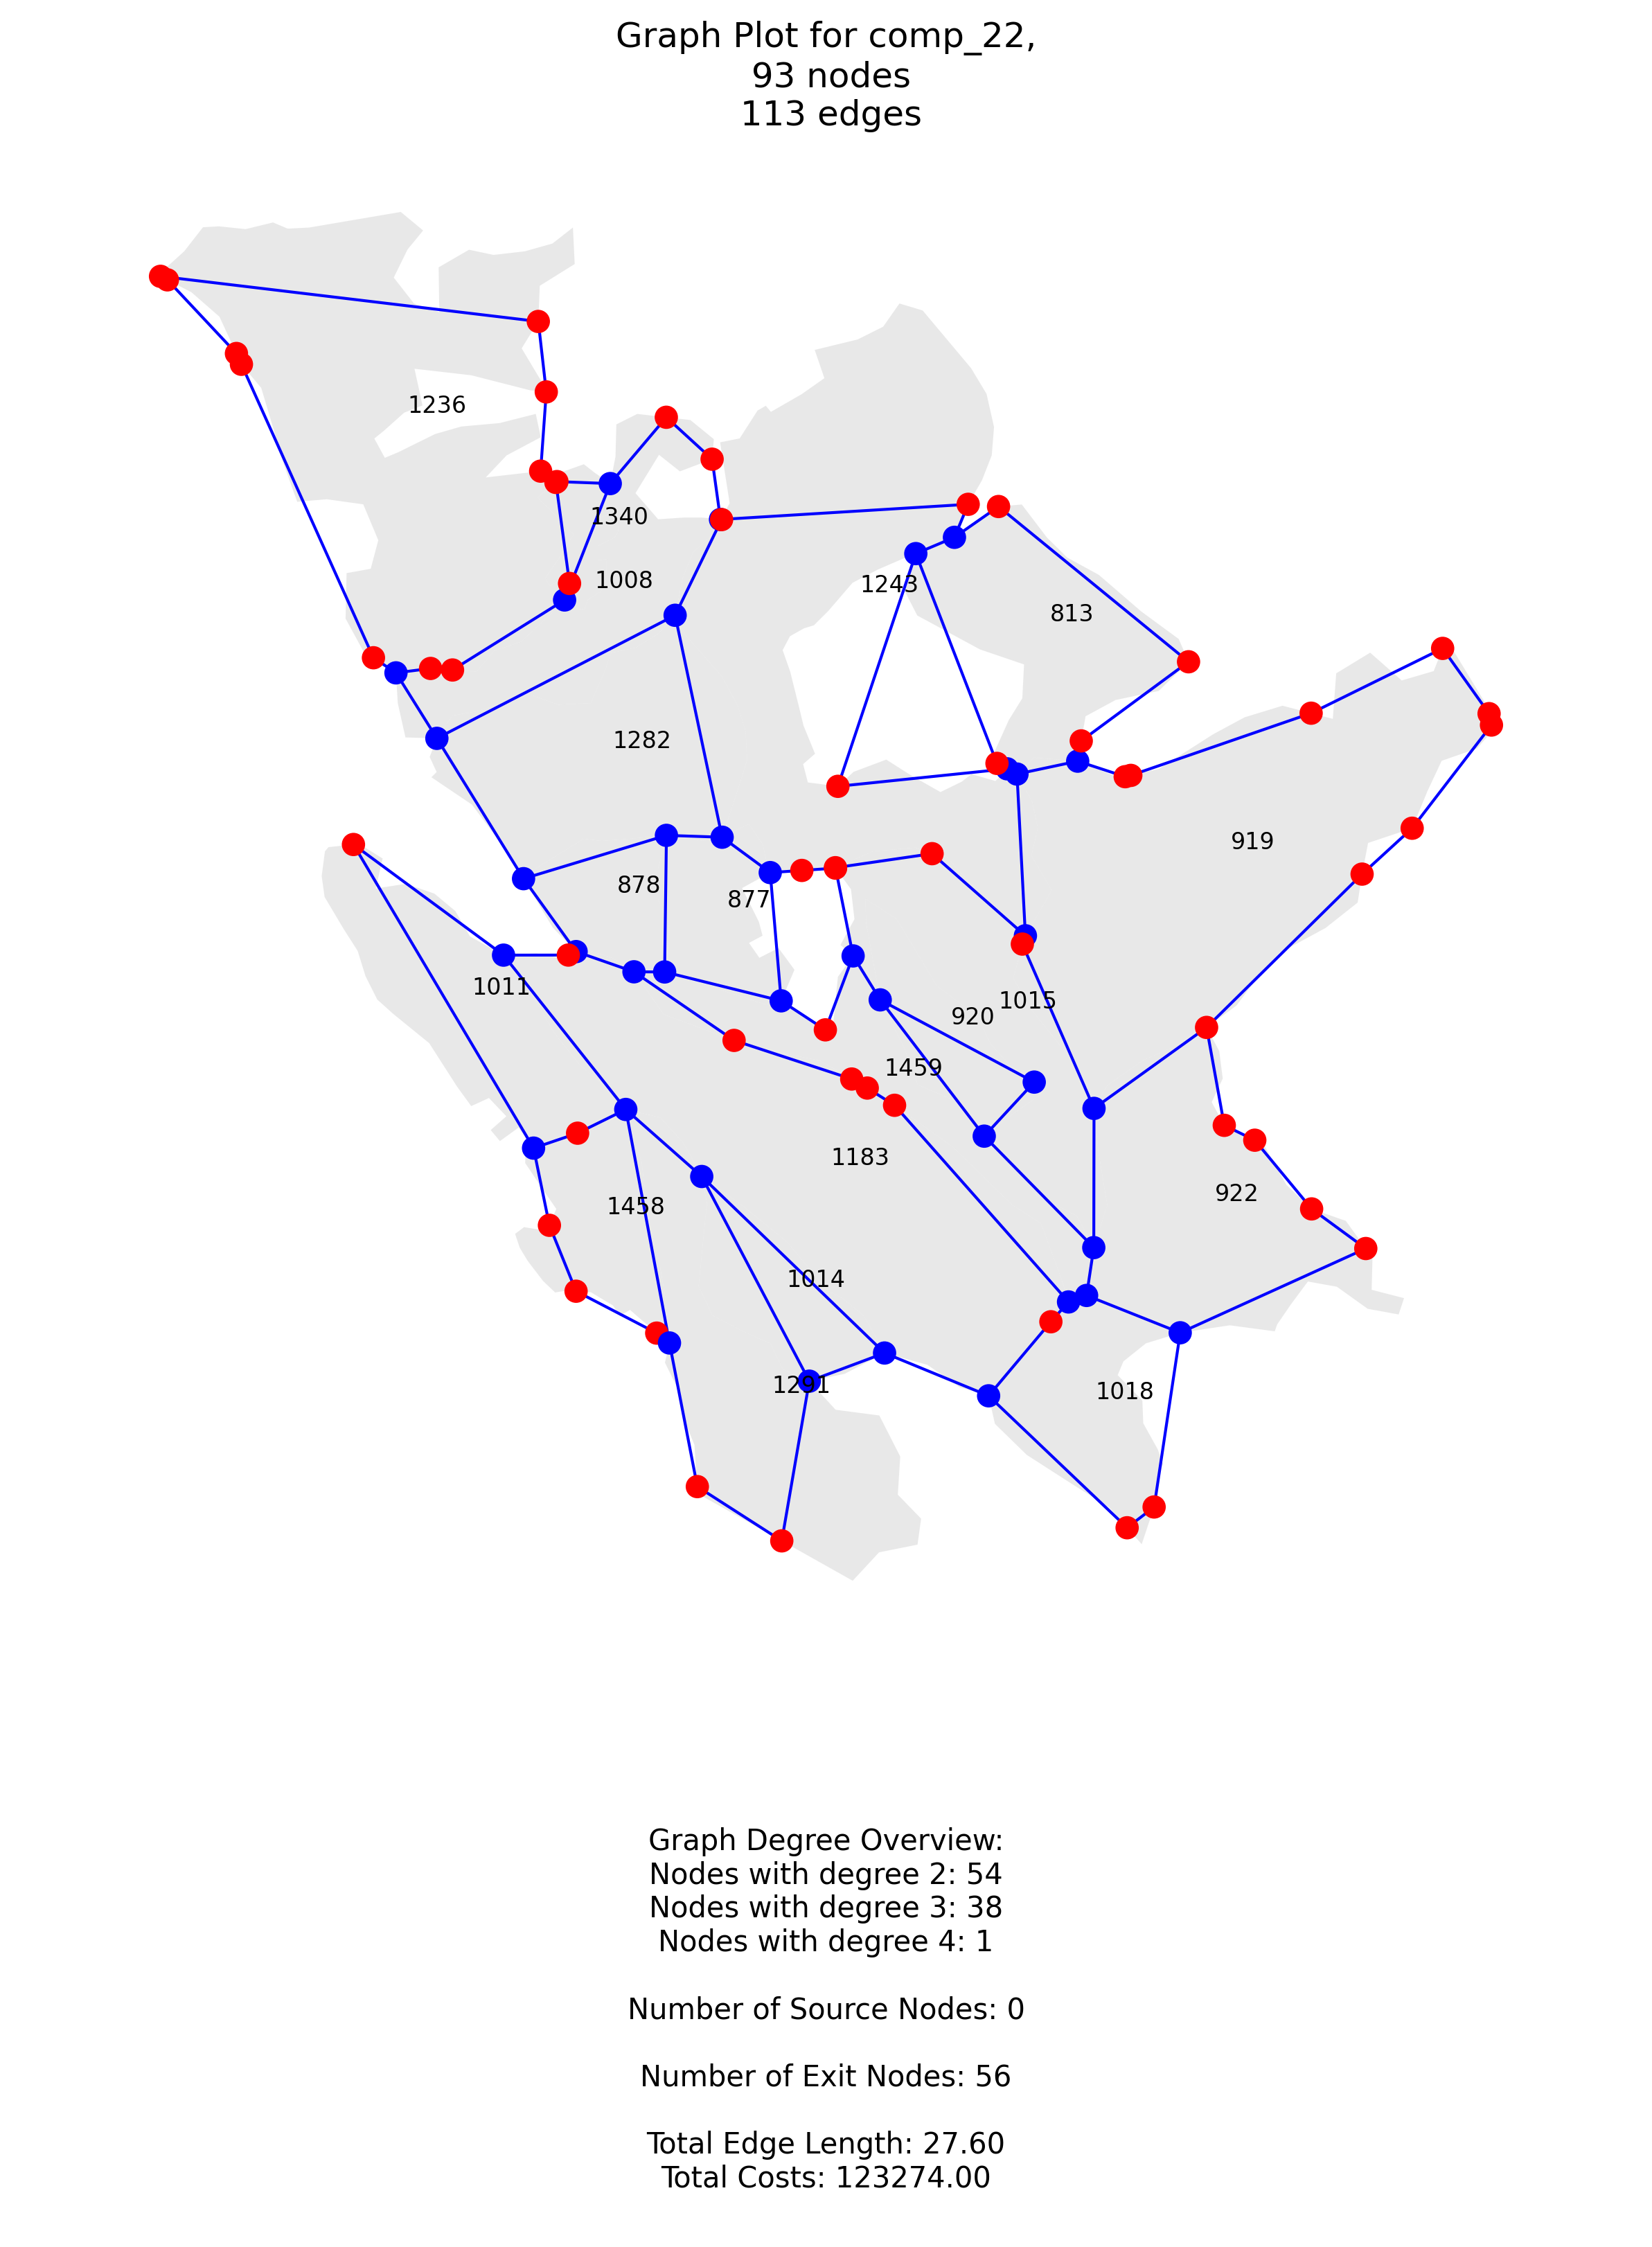 Graph Plot for comp_22,
93 nodes
113 edges
1236
1340
1008
1243
813
1282
919
878
877
1011
1015
920
1459
1183
922
1458
1014
1291
1018
Graph Degree Overview:
Nodes with degree 2: 54
Nodes with degree 3: 38
Nodes with degree 4: 1
Number of Source Nodes: 0
Number of Exit Nodes: 56
Total Edge Length: 27.60
Total Costs: 123274.00